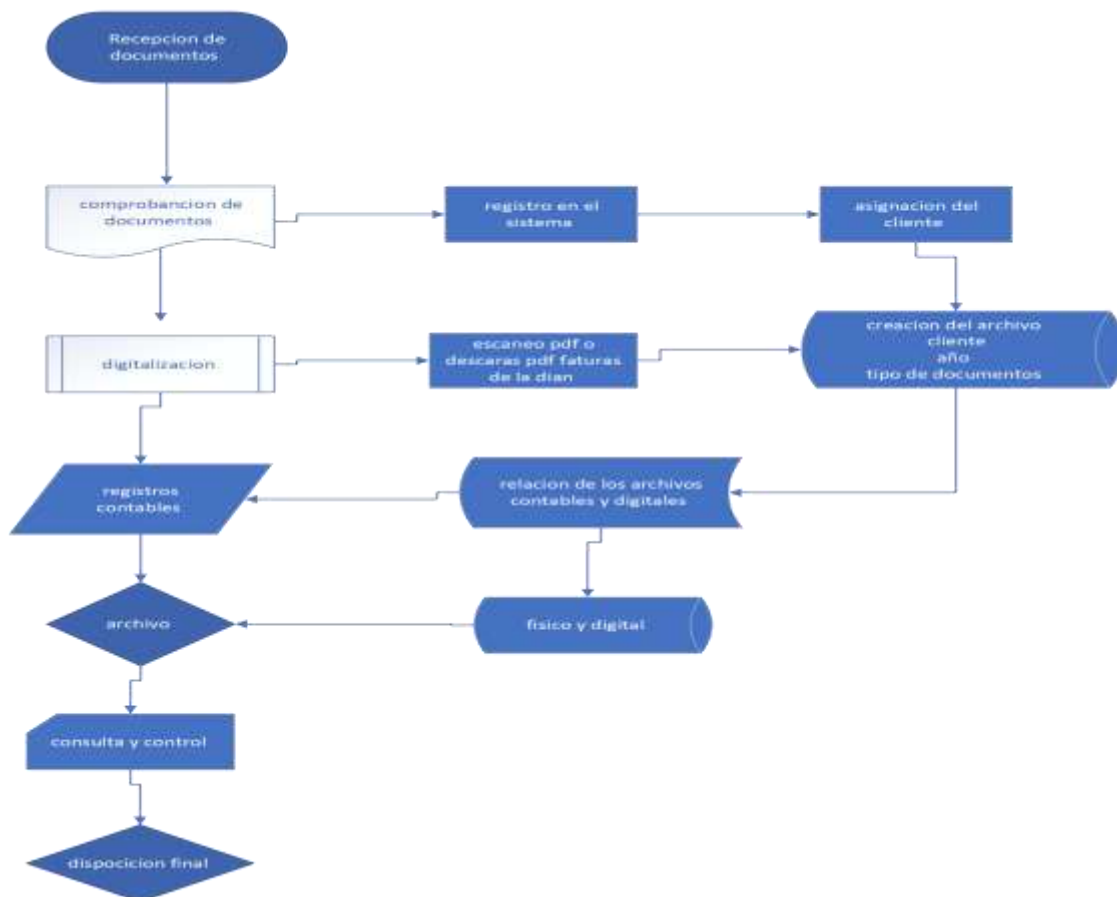 Recepcion de
documentos
comprobancion de
documentos
registro en el
sistema
asignacion del
cliente
digitalizacion
escaneo pdf o
descaras pdf faturas
de la dian
creacion del archivo
cliente
año
tipo de documentos
registros
contables
relacion de los archivos
contables y digitales
archivo
fisico y digital
consulta y control
dispocicion final